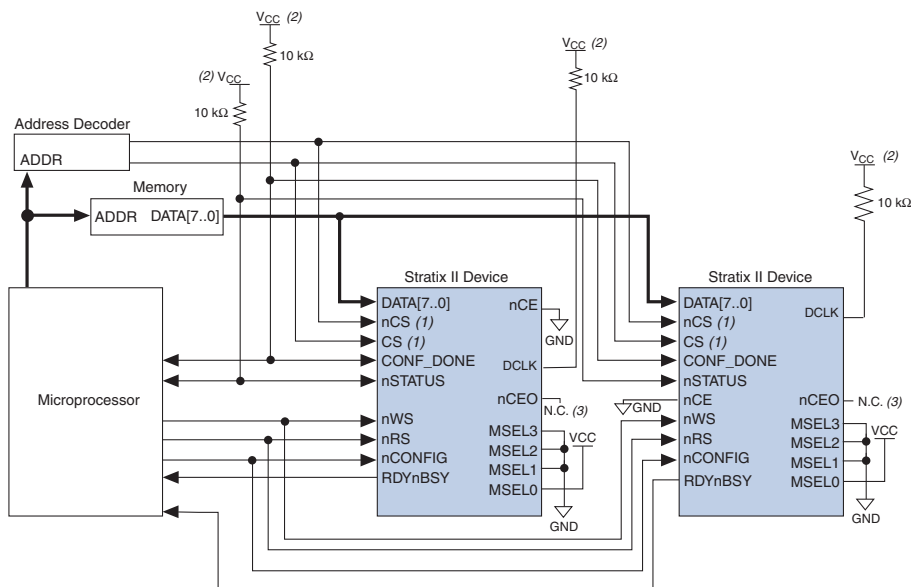 VCC (2)
10 kΩ
VCC (2)
10 kΩ
(2) VCC
10 kΩ
Address Decoder
ADDR
VCC (2)
10 kΩ
Memory
ADDR DATA[7..0]
Stratix II Device
DATA[7..0]
nCS (1)
CS (1)
CONF_DONE
nSTATUS
nWS
nRS
nCONFIG
RDYnBSY
nCE
GND
DCLK
nCEO
N.C. (3)
MSEL3
MSEL2
MSEL1
MSEL0
VCC
GND
Stratix II Device
DATA[7..0]
nCS (1)
CS (1)
CONF_DONE
nSTATUS
nCE
GND
nWS
nRS
nCONFIG
RDYnBSY
DCLK
nCEO
N.C. (3)
MSEL3
MSEL2
MSEL1
MSEL0
VCC
GND
Microprocessor